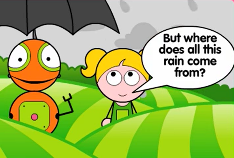 But where
does all this
rain come
from?